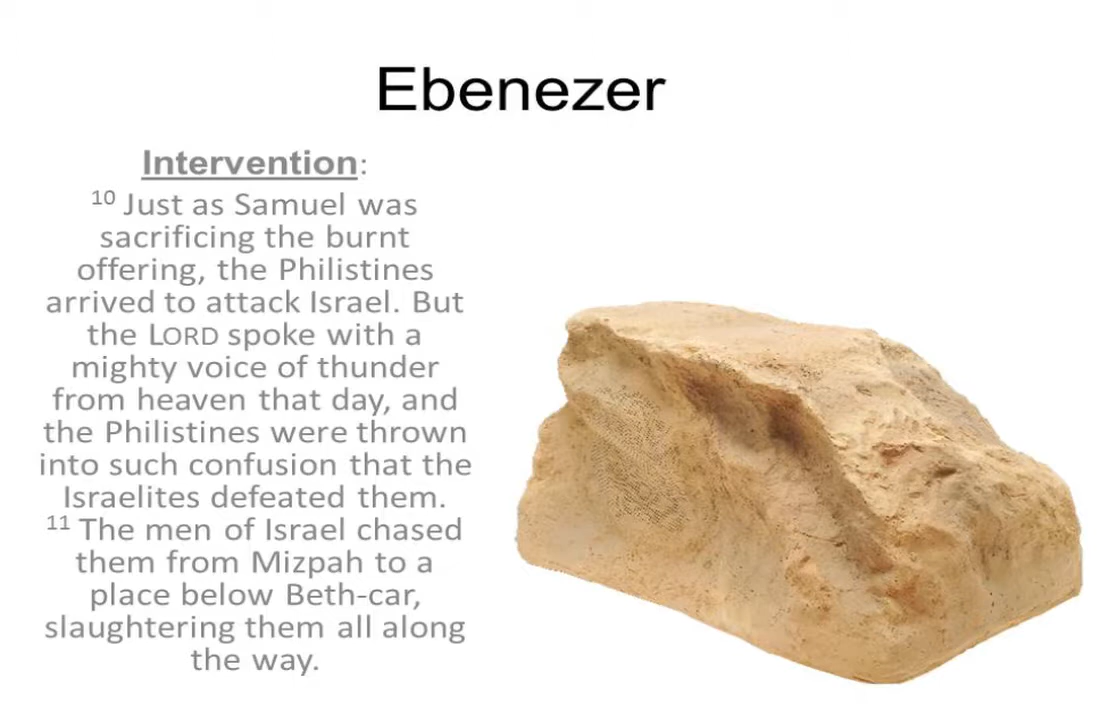 Ebenezer
Intervention:
10 Just as Samuel was
sacrificing the burnt
offering, the Philistines
arrived to attack Israel. But
the LORD spoke with a
mighty voice of thunder
from heaven that day, and
the Philistines were thrown
into such confusion that the
Israelites defeated them.
11 The men of Israel chased
them from Mizpah to a
place below Beth-car,
slaughtering them all along
the way.